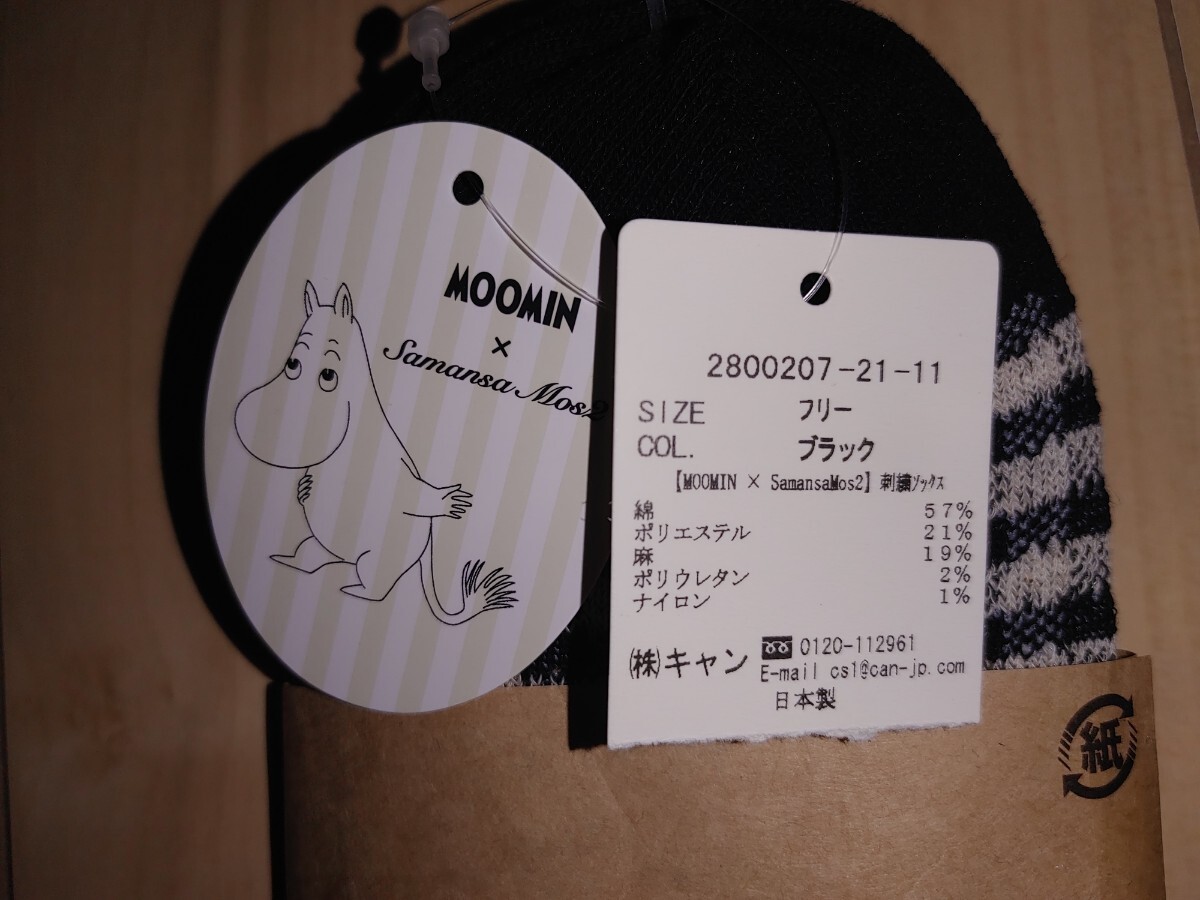 MOOMIN
×
Samansa Mos2
2800207-21-11
SIZE フリー
COL. ブラック
【MOOMIN × SamansaMos2】刺繍ソックス
綿 57%
ポリエステル 21%
麻 19%
ポリウレタン 2%
ナイロン 1%
㈱キャン 0120-112961
E-mail cs1@can-jp.com
日本製
紙